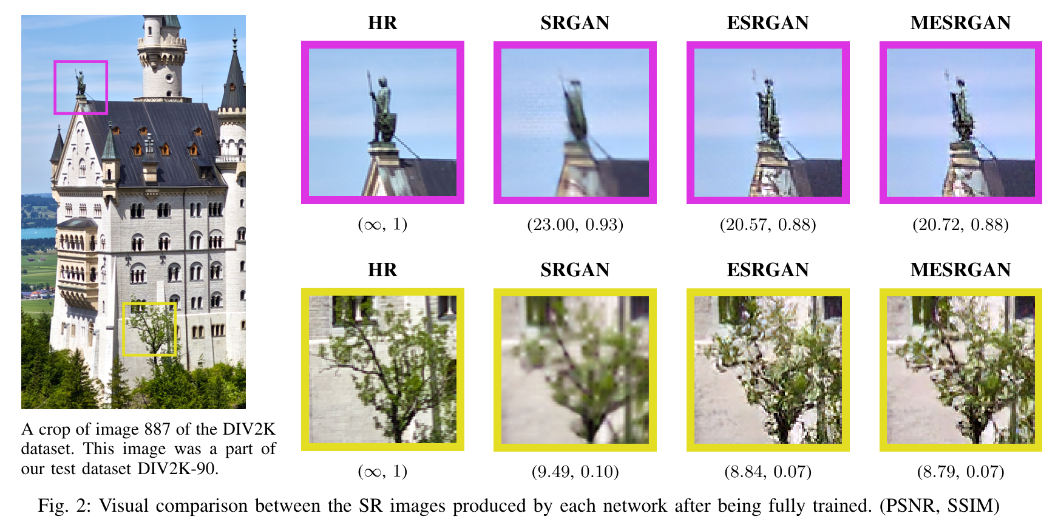 HR SRGAN ESRGAN MESRGAN
(∞, 1) (23.00, 0.93) (20.57, 0.88) (20.72, 0.88)
HR SRGAN ESRGAN MESRGAN
(∞, 1) (9.49, 0.10) (8.84, 0.07) (8.79, 0.07)
A crop of image 887 of the DIV2K
dataset. This image was a part of
our test dataset DIV2K-90.
Fig. 2: Visual comparison between the SR images produced by each network after being fully trained. (PSNR, SSIM)